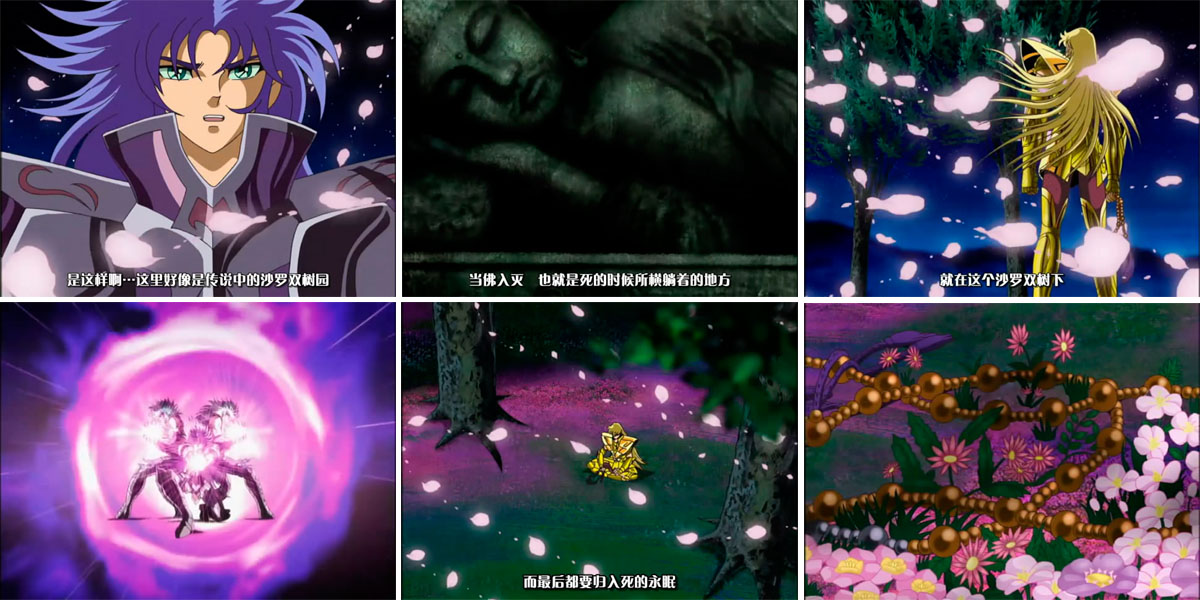 是这样啊…这里好像是传说中的沙罗双树园
当佛入灭 也就是死的时候所横躺着的地方
就在这个沙罗双树下
而最后都要归入死的永眠